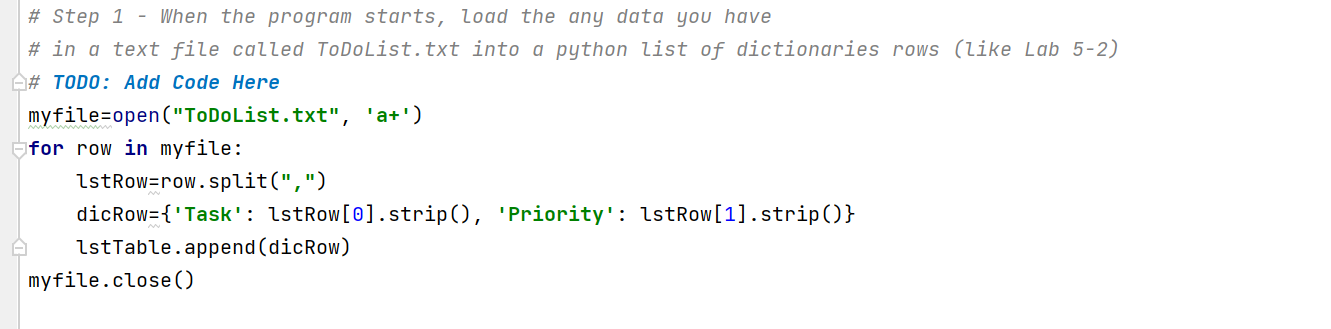 # Step 1 - When the program starts, load the any data you have
# in a text file called ToDoList.txt into a python list of dictionaries rows (like Lab 5-2)
# TODO: Add Code Here
myfile=open("ToDoList.txt", 'a+')
for row in myfile:
    lstRow=row.split(",")
    dicRow={'Task': lstRow[0].strip(), 'Priority': lstRow[1].strip()}
    lstTable.append(dicRow)
myfile.close()